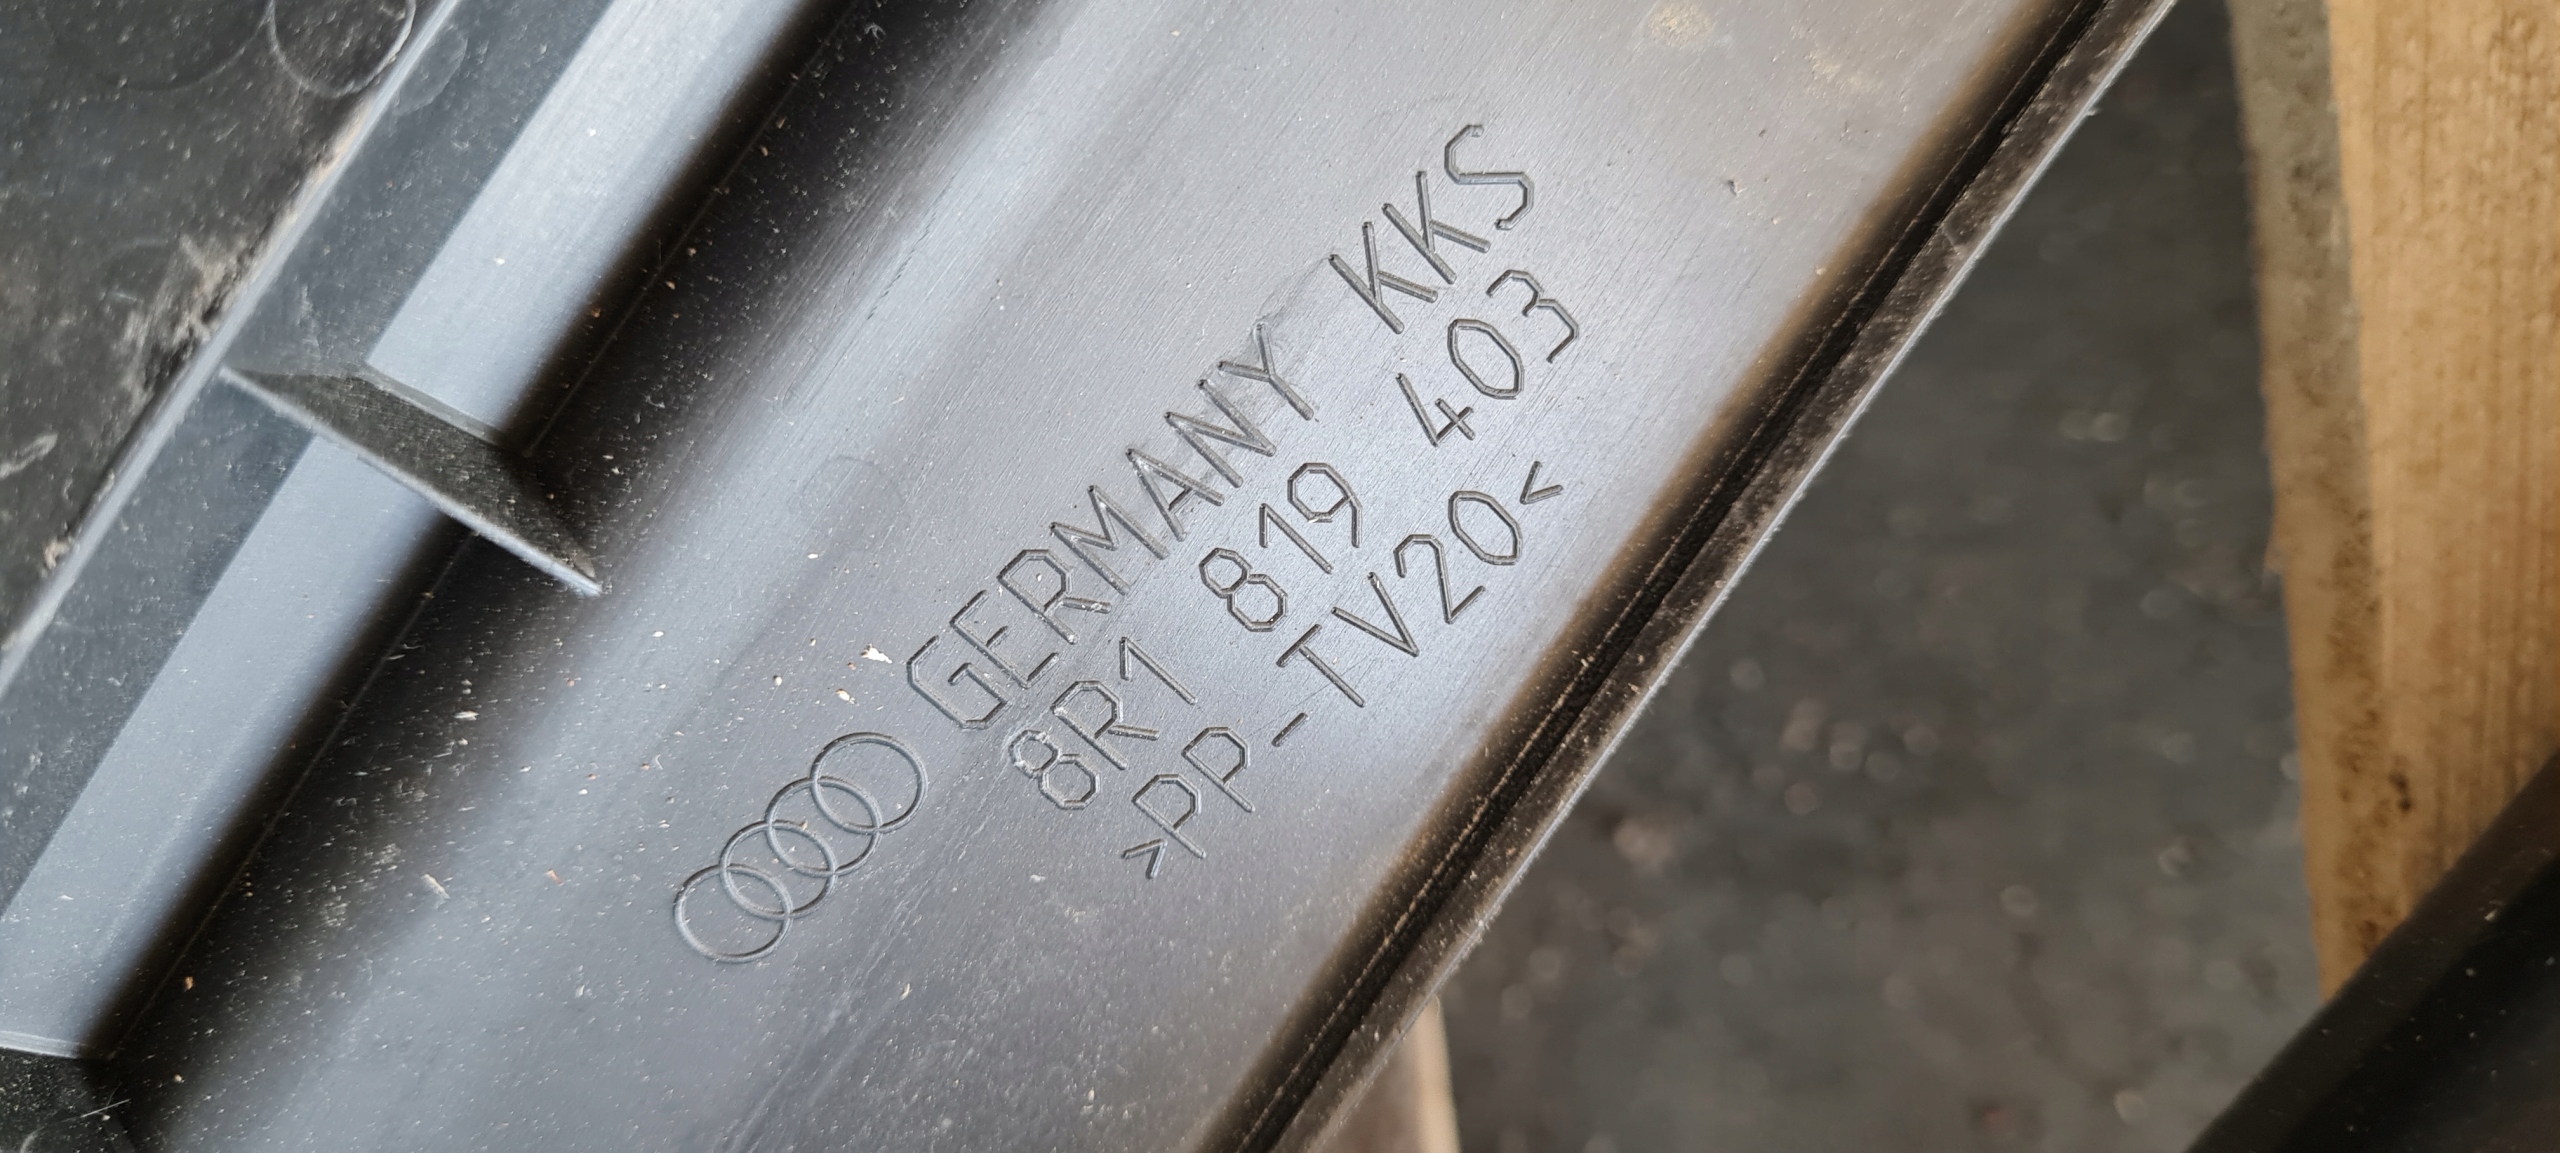 GERMANY KKS
8R1 819 403
>PP-TV20<